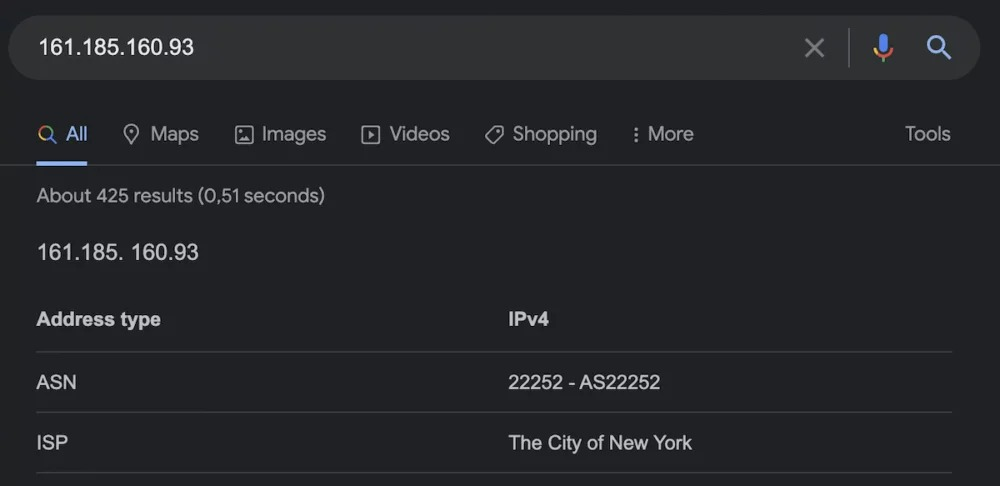 161.185.160.93
All Maps Images Videos Shopping More Tools
About 425 results (0,51 seconds)
161.185. 160.93
Address type IPv4
ASN 22252 - AS22252
ISP The City of New York